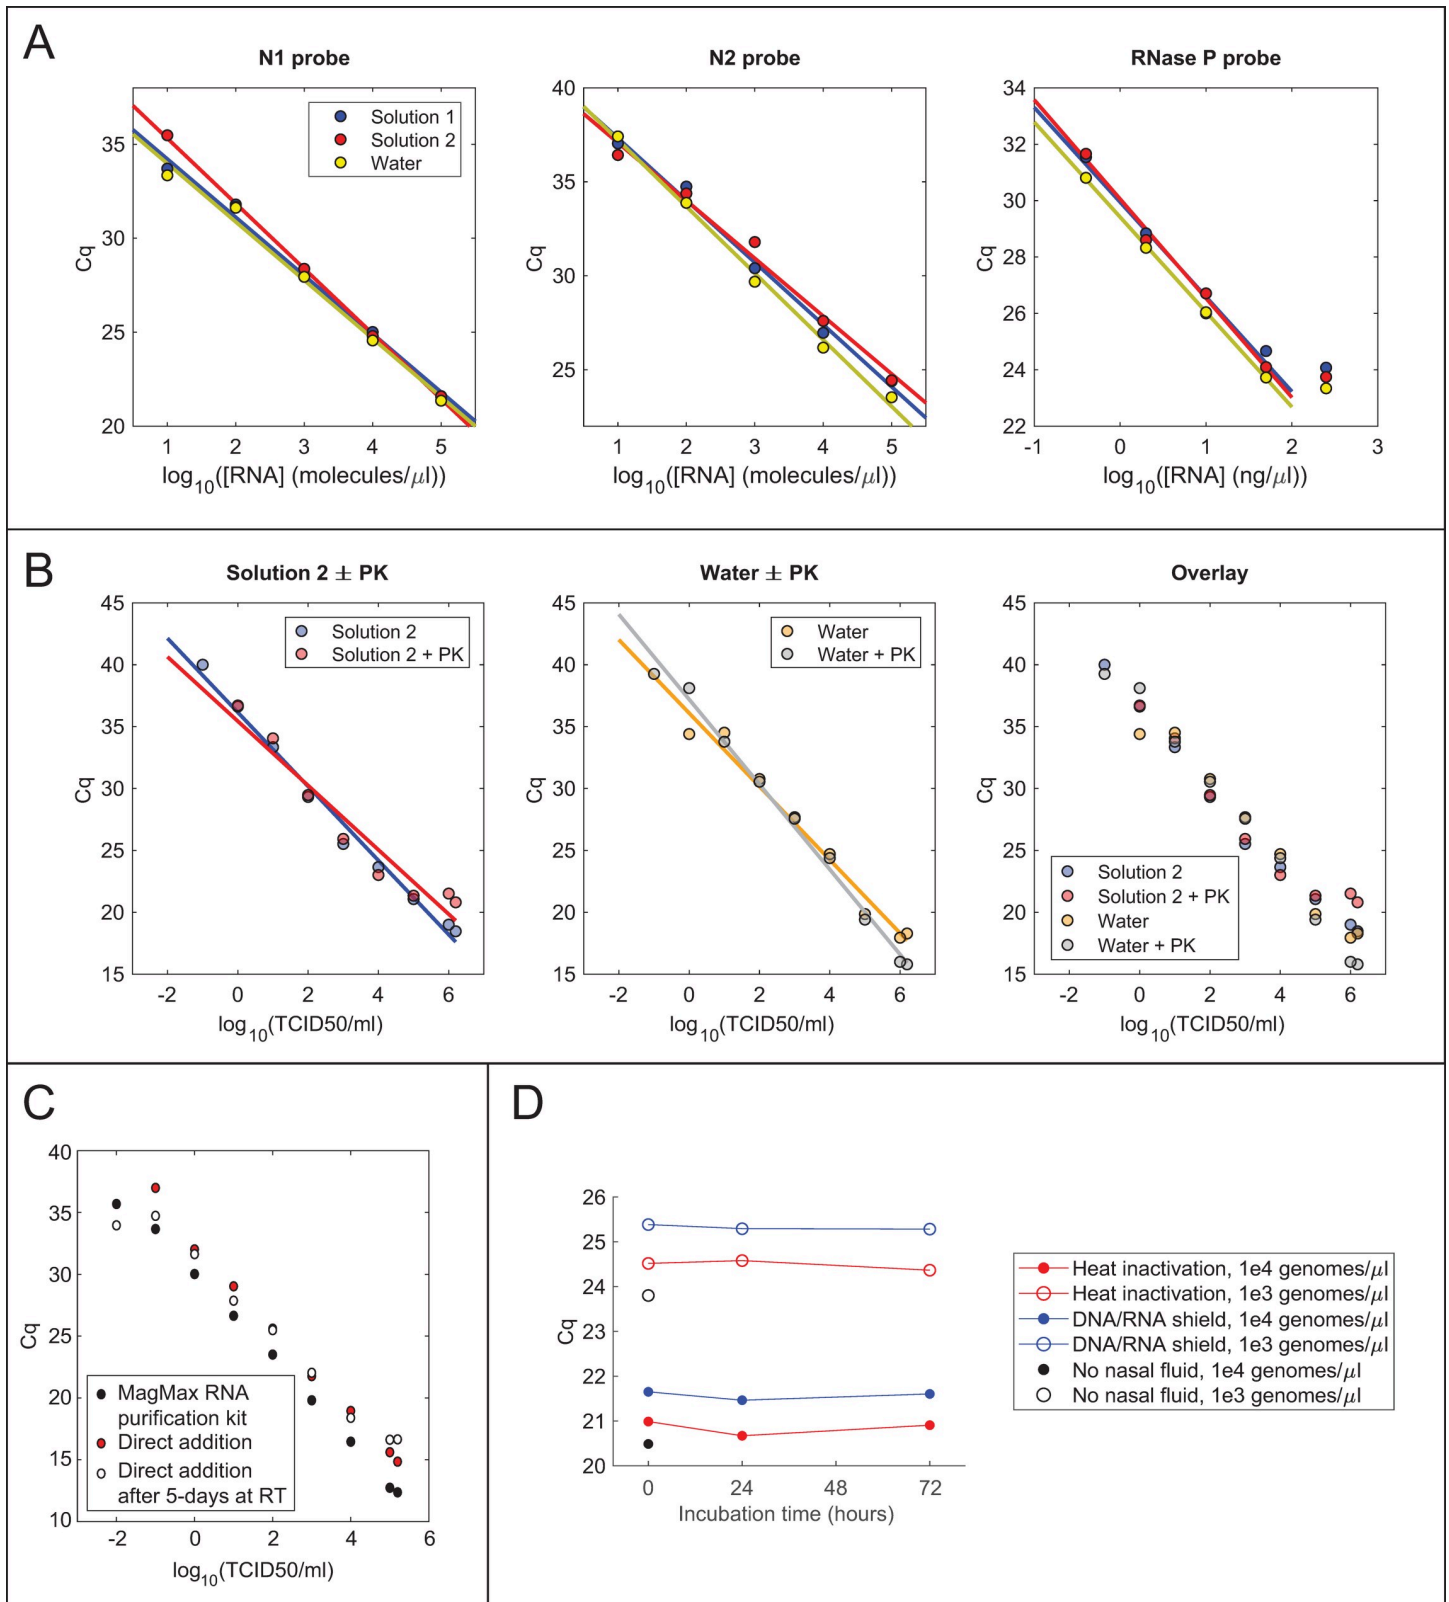 A
N1 probe
N2 probe
RNase P probe
Solution 1
Solution 2
Water
Cq
35
30
25
20
1
2
3
4
5
log10([RNA] (molecules/μl))
Cq
40
35
30
25
1
2
3
4
5
log10([RNA] (molecules/μl))
Cq
34
32
30
28
26
24
22
-1
0
1
2
3
log10([RNA] (ng/μl))
B
Solution 2 ± PK
Water ± PK
Overlay
Solution 2
Solution 2 + PK
Cq
45
40
35
30
25
20
15
-2
0
2
4
6
log10(TCID50/ml)
Water
Water + PK
Cq
45
40
35
30
25
20
15
-2
0
2
4
6
log10(TCID50/ml)
Cq
45
40
35
30
25
20
15
Solution 2
Solution 2 + PK
Water
Water + PK
-2
0
2
4
6
log10(TCID50/ml)
C
Cq
40
35
30
25
20
15
10
MagMax RNA
purification kit
Direct addition
Direct addition
after 5-days at RT
-2
0
2
4
6
log10(TCID50/ml)
D
Cq
26
25
24
23
22
21
20
0
24
48
72
Incubation time (hours)
Heat inactivation, 1e4 genomes/μl
Heat inactivation, 1e3 genomes/μl
DNA/RNA shield, 1e4 genomes/μl
DNA/RNA shield, 1e3 genomes/μl
No nasal fluid, 1e4 genomes/μl
No nasal fluid, 1e3 genomes/μl